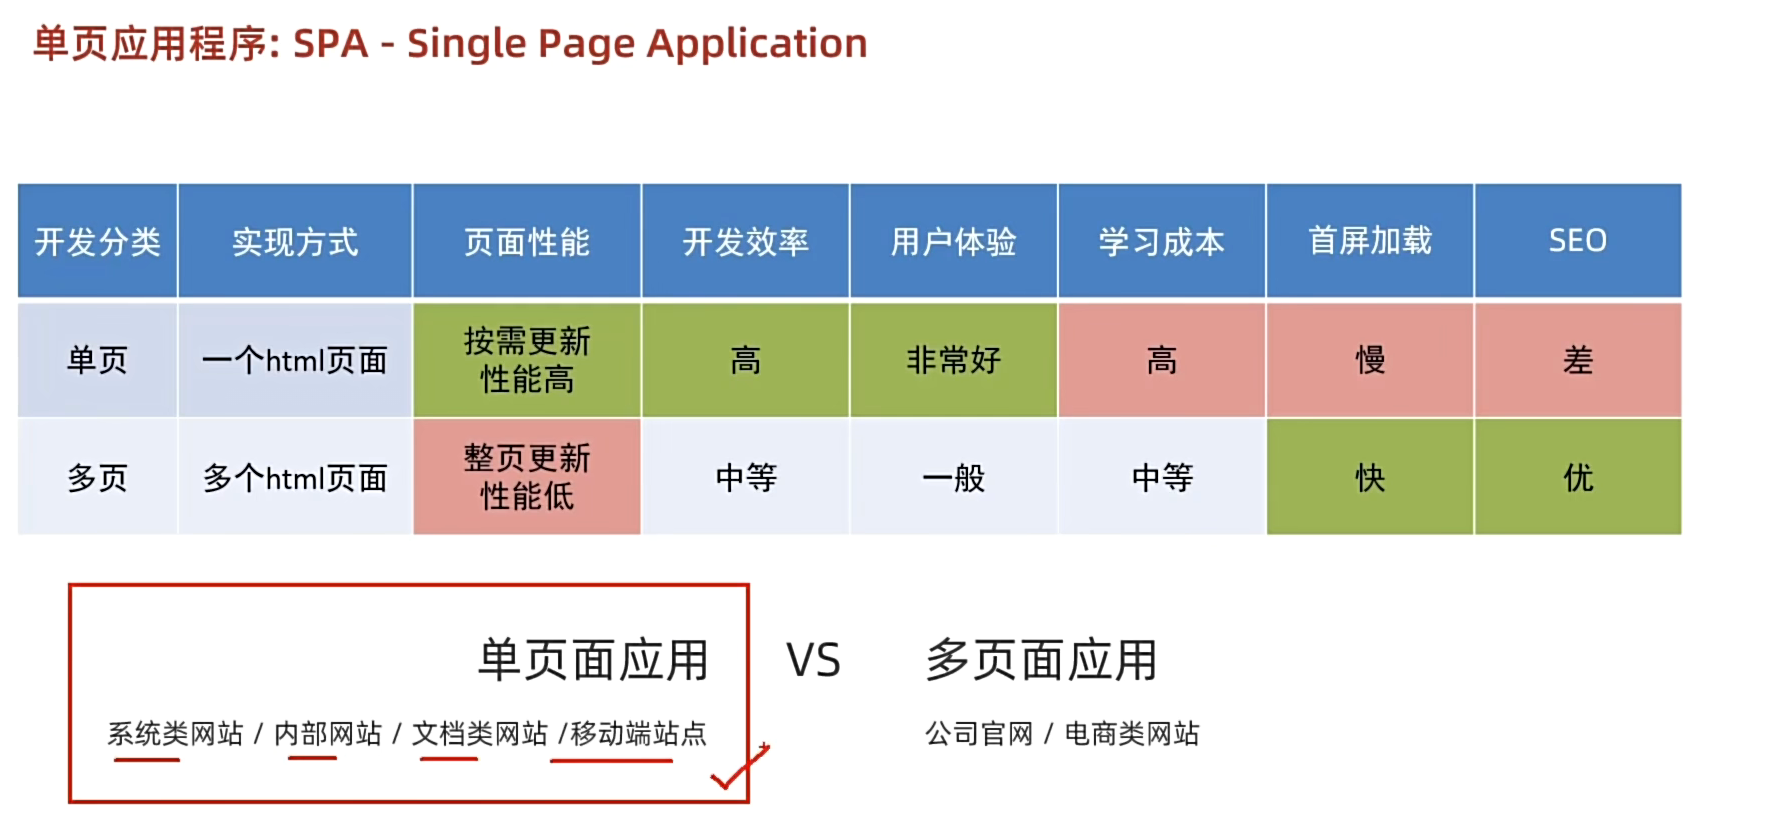 单页应用程序: SPA - Single Page Application
开发分类 实现方式 页面性能 开发效率 用户体验 学习成本 首屏加载 SEO
单页 一个html页面 按需更新 性能高 高 非常好 高 慢 差
多页 多个html页面 整页更新 性能低 中等 一般 中等 快 优
单页面应用 VS 多页面应用
系统类网站 / 内部网站 / 文档类网站 /移动端站点 公司官网 / 电商类网站